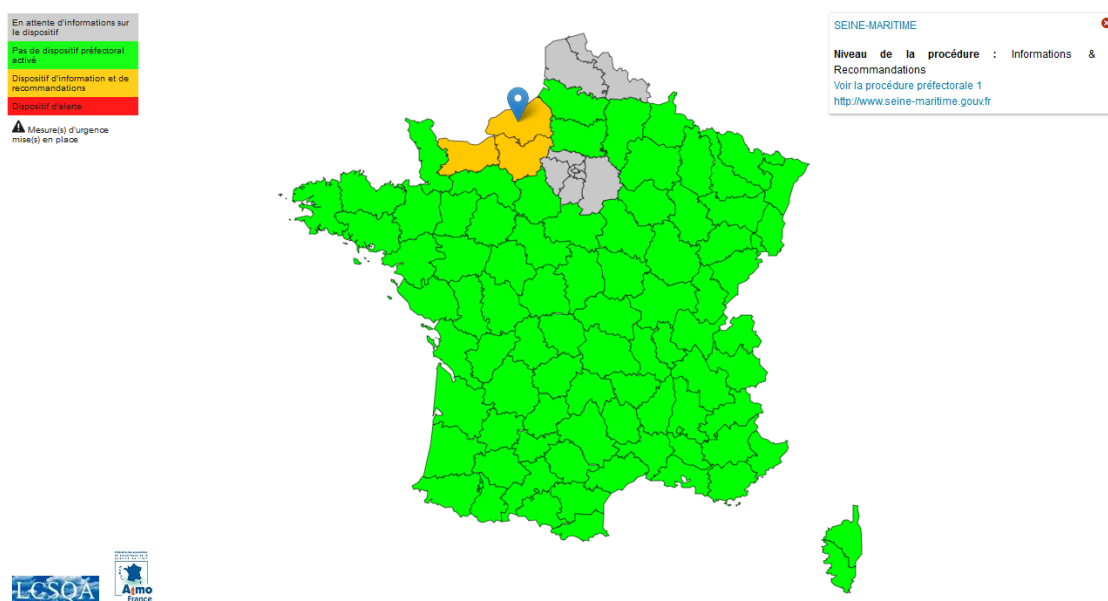 En attente d'informations sur
le dispositif
Pas de dispositif préfectoral
activé
Dispositif d'information et de
recommandations
Dispositif d'alerte
Mesure(s) d'urgence
mise(s) en place
SEINE-MARITIME
Niveau de la procédure : Informations &
Recommandations
Voir la procédure préfectorale 1
http://www.seine-maritime.gouv.fr
LCSQA
Atmo
France